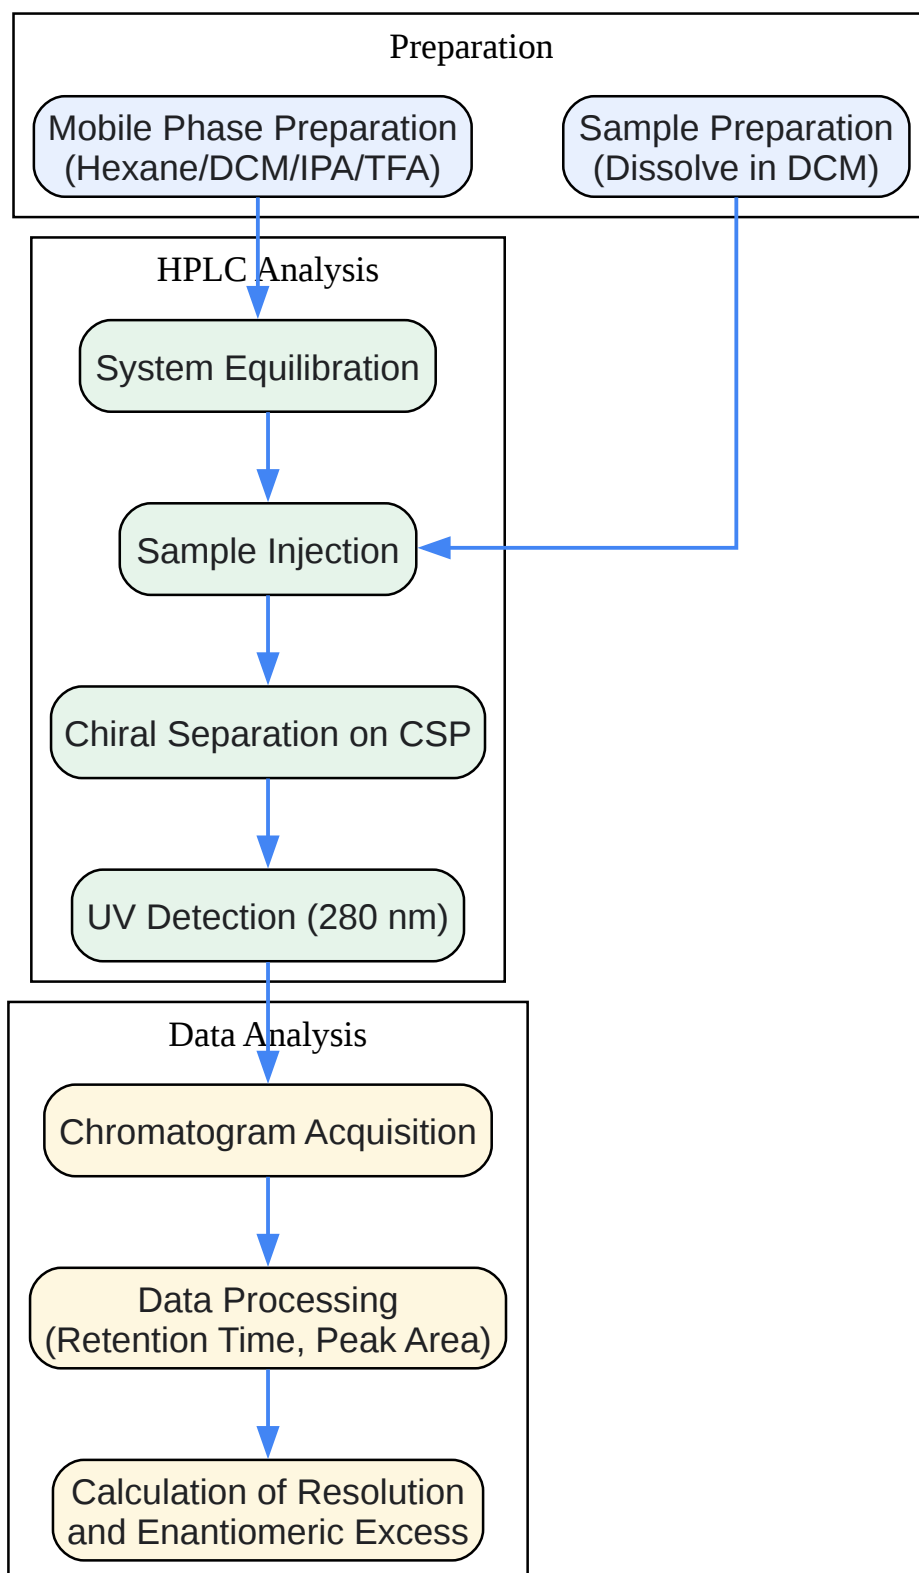 Preparation
Mobile Phase Preparation
(Hexane/DCM/IPA/TFA)
Sample Preparation
(Dissolve in DCM)
HPLC Analysis
System Equilibration
Sample Injection
Chiral Separation on CSP
UV Detection (280 nm)
Data Analysis
Chromatogram Acquisition
Data Processing
(Retention Time, Peak Area)
Calculation of Resolution
and Enantiomeric Excess